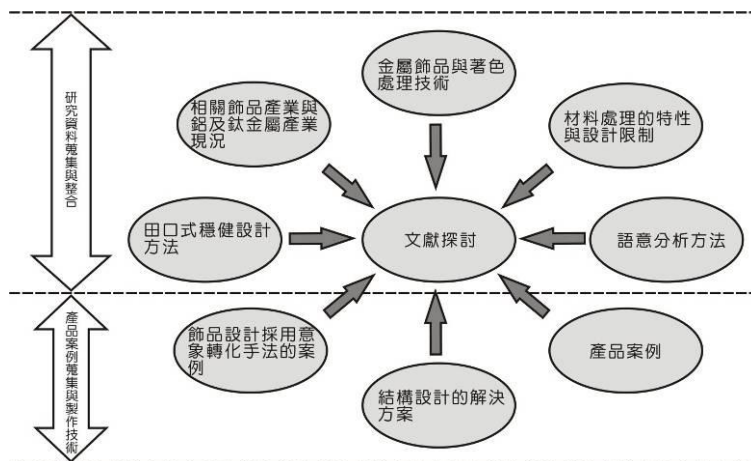 研究資料蒐集與整合
金屬飾品與著色
處理技術
相關飾品產業與
鋁及鈦金屬產業
現況
材料處理的特性
與設計限制
田口式穩健設計
方法
文獻探討
語意分析方法
產品案例蒐集與製作技術
飾品設計採用意
象轉化手法的案
例
結構設計的解決
方案
產品案例